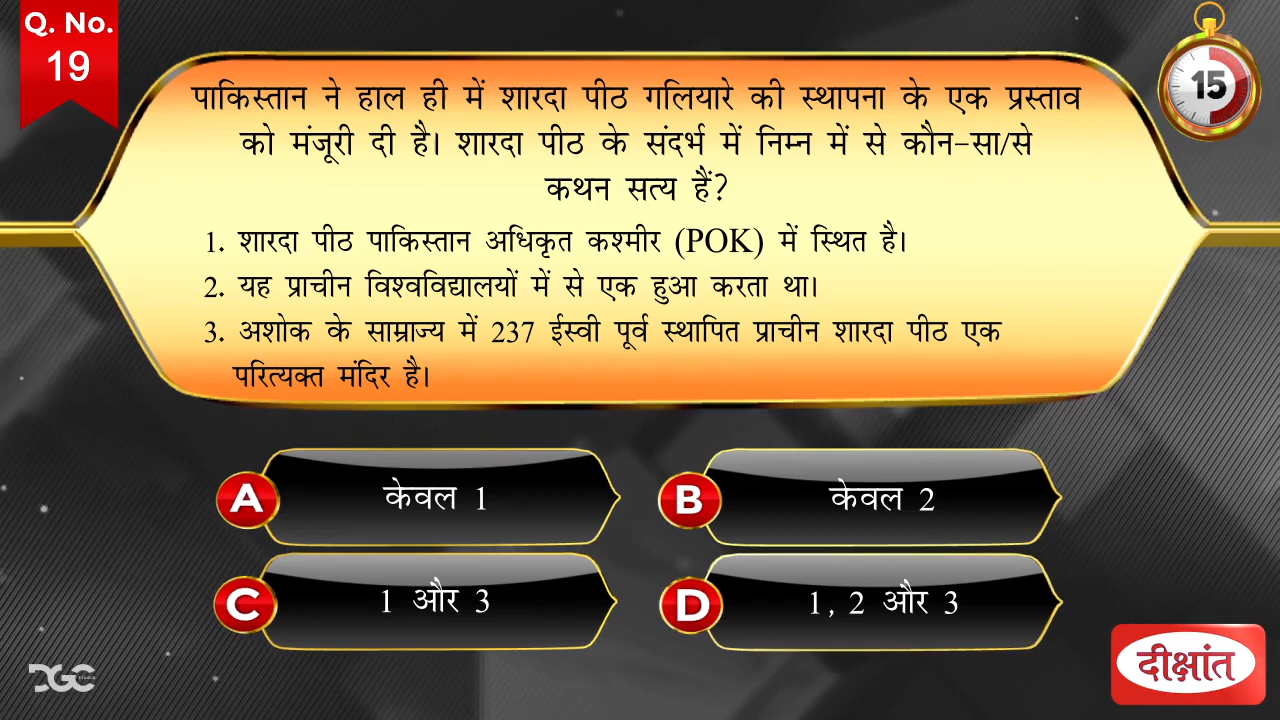 Q. No.
19
15
पाकिस्तान ने हाल ही में शारदा पीठ गलियारे की स्थापना के एक प्रस्ताव
को मंजूरी दी है। शारदा पीठ के संदर्भ में निम्न में से कौन-सा/से
कथन सत्य हैं?
1. शारदा पीठ पाकिस्तान अधिकृत कश्मीर (POK) में स्थित है।
2. यह प्राचीन विश्वविद्यालयों में से एक हुआ करता था।
3. अशोक के साम्राज्य में 237 ईस्वी पूर्व स्थापित प्राचीन शारदा पीठ एक
परित्यक्त मंदिर है।
A केवल 1
B केवल 2
C 1 और 3
D 1, 2 और 3
DGC
दीक्षांत